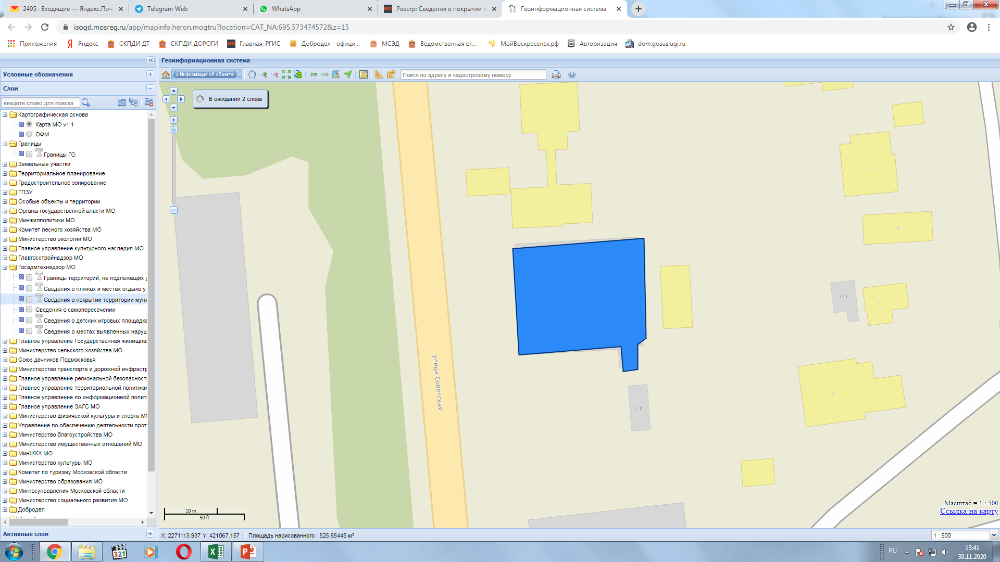 2495 · Входящие — Яндекс.Поч
Telegram Web
WhatsApp
Реестр: Сведения о покрытии т
Геоинформационная система
isogd.mosreg.ru/app/mapinfo.heron.mogtru?location=CAT_NA:695,573474572&z=15
Приложения
Яндекс
СКПДИ ДТ
СКПДИ ДОРОГИ
Главная. РГИС
Добродел - офици...
МСЭД
Ведомственная от...
МойВоскресенск.рф
Авторизация
dom.gosuslugi.ru
Геоинформационная система
Условные обозначения
Информация об объекте
Поиск по адресу и кадастровому номеру
Слои
введите слово для поиска
В ожидании 2 слоев
Картографическая основа
Карта МО v1.1
ОФМ
Границы
Границы ГО
Земельные участки
Территориальное планирование
Градостроительное зонирование
ГПЗУ
Особые объекты и территории
Органы государственной власти МО
Минжилполитики МО
Комитет лесного хозяйства МО
Министерство экологии МО
Главное управление культурного наследия МО
Главгосстройнадзор МО
Госадмтехнадзор МО
Границы территорий, не подлежащих у
Сведения о пляжах и местах отдыха у
Сведения о покрытии территории муни
Сведения о самопересечении
Сведения о детских игровых площадка
Сведения о местах выявленных наруш
Главное управление Государственная жилищна
Министерство сельского хозяйства МО
Союз дачников Подмосковья
Министерство транспорта и дорожной инфрастр
Главное управление региональной безопасност
Главное управление территориальной политики
Главное управление по информационной полит
Главное управление ЗАГС МО
Министерство физической культуры и спорта МО
Управление по обеспечению деятельности прот
Министерство благоустройства МО
Министерство имущественных отношений МО
МинЖКХ МО
Министерство культуры МО
Комитет по туризму Московской области
Министерство образования МО
Мингосуправления Московской области
Министерство социального развития МО
Добродел
Активные слои
4
4
стр.
2
улица Советская
2
стр.
10 m
50 ft
Масштаб = 1 : 500
Ссылка на карту
X: 2271113.937 Y: 421067.157
Площадь нарисованного : 525.85448 м²
1 : 500
321
RU
13:41
30.11.2020